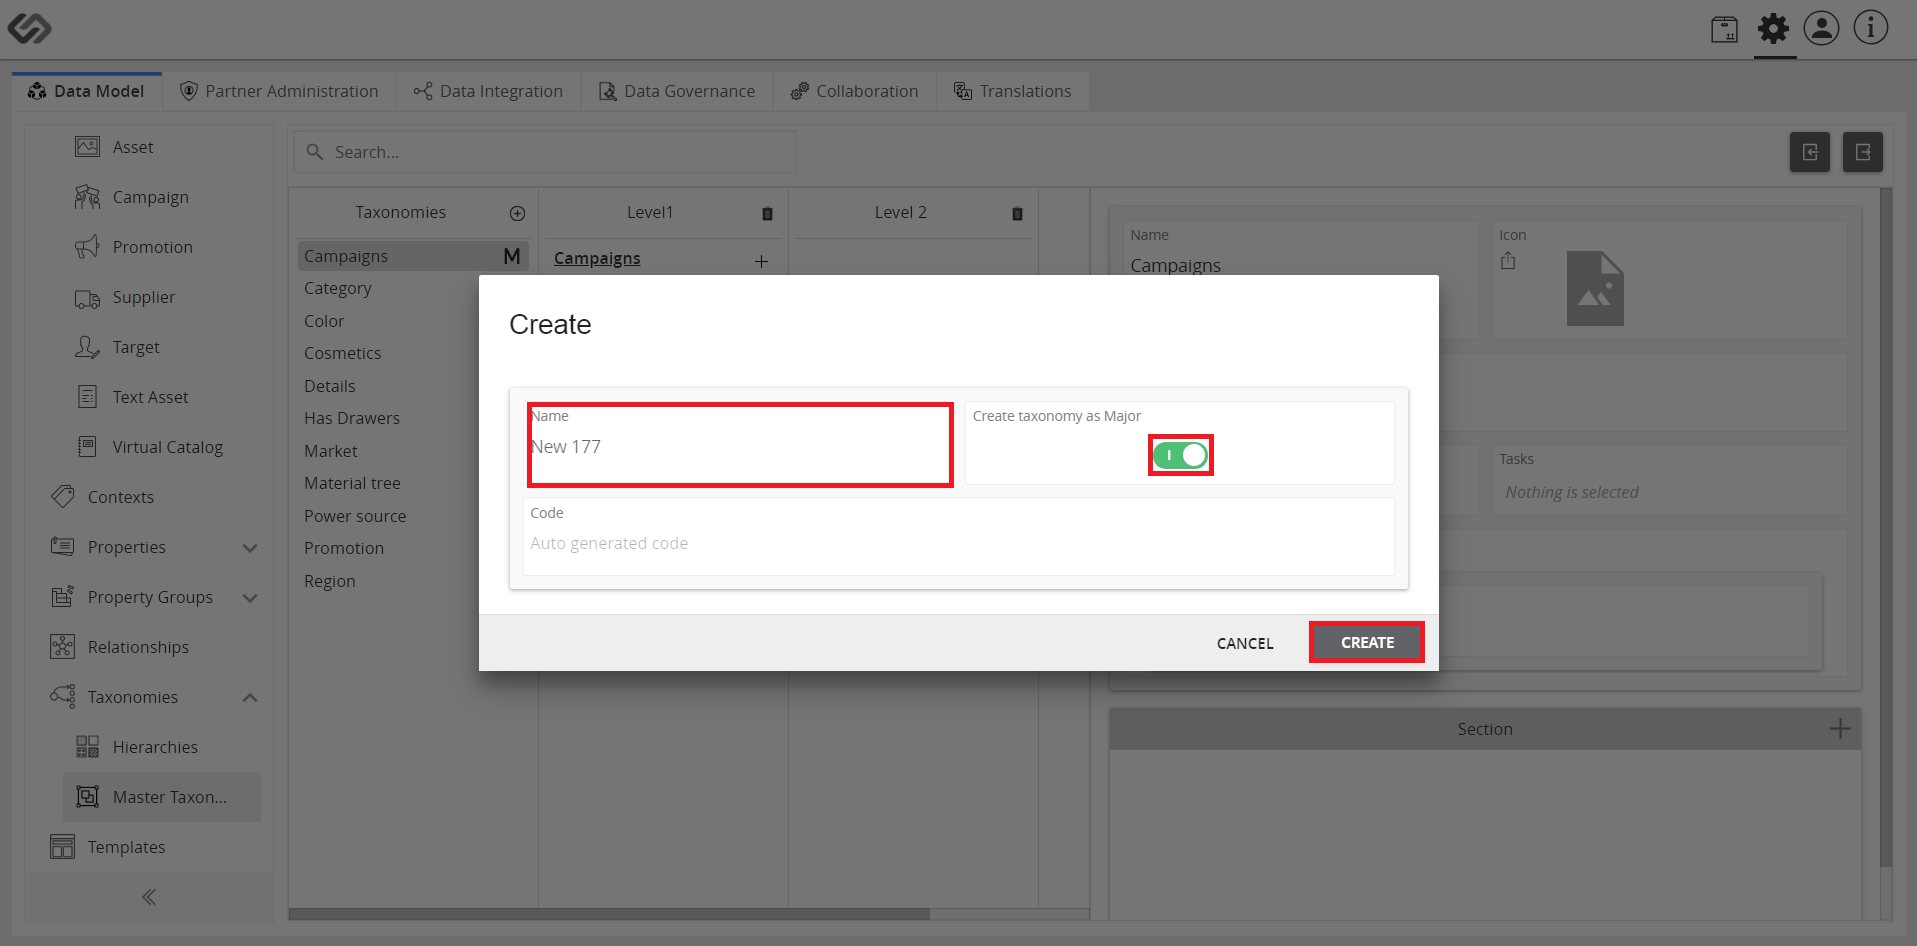 Data Model
Partner Administration
Data Integration
Data Governance
Collaboration
Translations
Asset
Campaign
Promotion
Supplier
Target
Text Asset
Virtual Catalog
Contexts
Properties
Property Groups
Relationships
Taxonomies
Hierarchies
Master Taxon...
Templates
Search...
Taxonomies
Campaigns M
Category
Color
Cosmetics
Details
Has Drawers
Market
Material tree
Power source
Promotion
Region
Level1
Campaigns
Level 2
Name
Campaigns
Icon
Tasks
Nothing is selected
Section
Create
Name
New 177
Create taxonomy as Major
Code
Auto generated code
CANCEL
CREATE